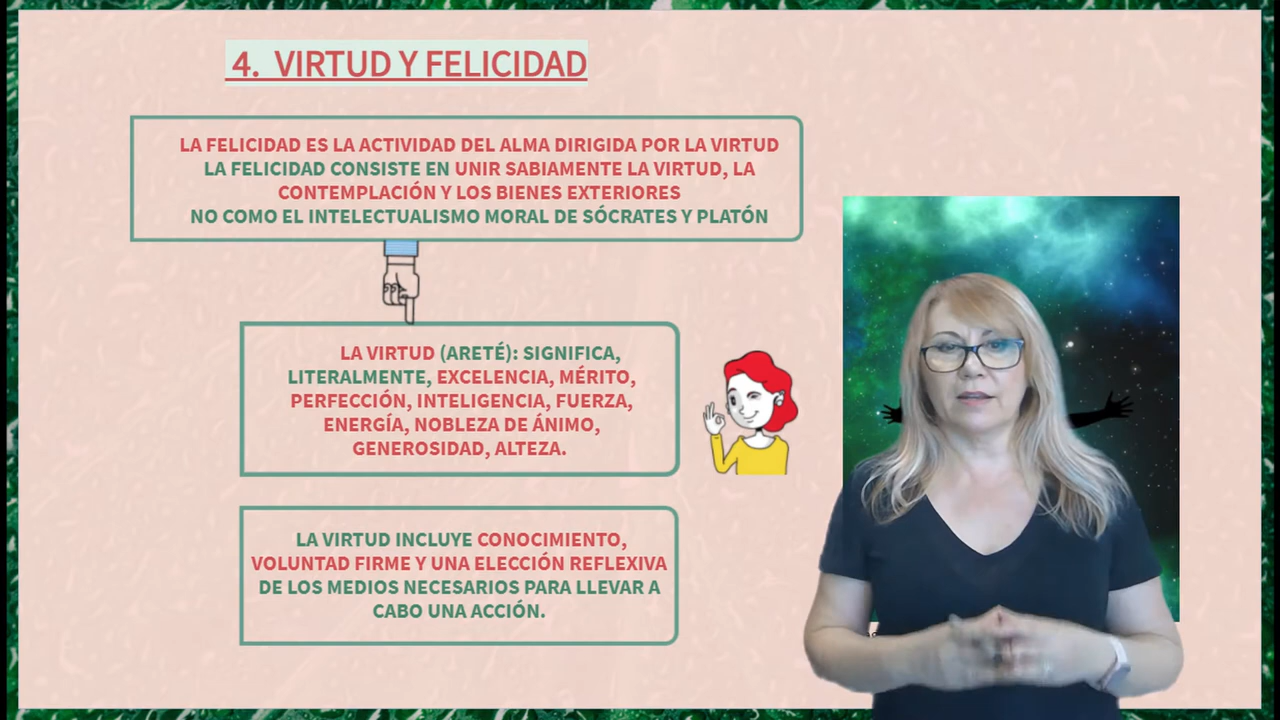 4. VIRTUD Y FELICIDAD
LA FELICIDAD ES LA ACTIVIDAD DEL ALMA DIRIGIDA POR LA VIRTUD
LA FELICIDAD CONSISTE EN UNIR SABIAMENTE LA VIRTUD, LA
CONTEMPLACIÓN Y LOS BIENES EXTERIORES
NO COMO EL INTELECTUALISMO MORAL DE SÓCRATES Y PLATÓN
LA VIRTUD (ARETÉ): SIGNIFICA,
LITERALMENTE, EXCELENCIA, MÉRITO,
PERFECCIÓN, INTELIGENCIA, FUERZA,
ENERGÍA, NOBLEZA DE ÁNIMO,
GENEROSIDAD, ALTEZA.
LA VIRTUD INCLUYE CONOCIMIENTO,
VOLUNTAD FIRME Y UNA ELECCIÓN REFLEXIVA
DE LOS MEDIOS NECESARIOS PARA LLEVAR A
CABO UNA ACCIÓN.